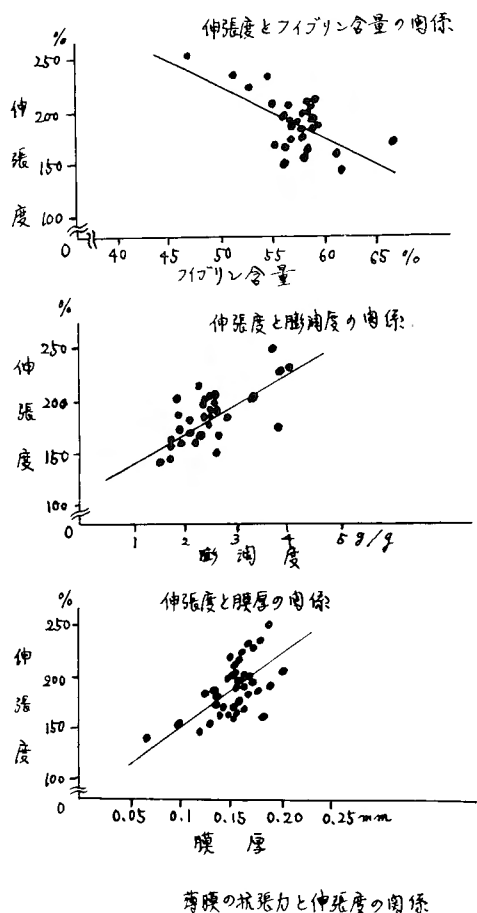 伸張度とフィブリン含量の関係
%
250
200
150
100
0
伸張度
40 45 50 55 60 65 %
フィブリン含量
伸張度と膨潤度の関係
%
250
200
150
100
0
伸張度
1 2 3 4 5 g/g
膨潤度
伸張度と膜厚の関係
%
250
200
150
100
0
伸張度
0.05 0.1 0.15 0.20 0.25mm
膜厚
薄膜の抗張力と伸張度の関係